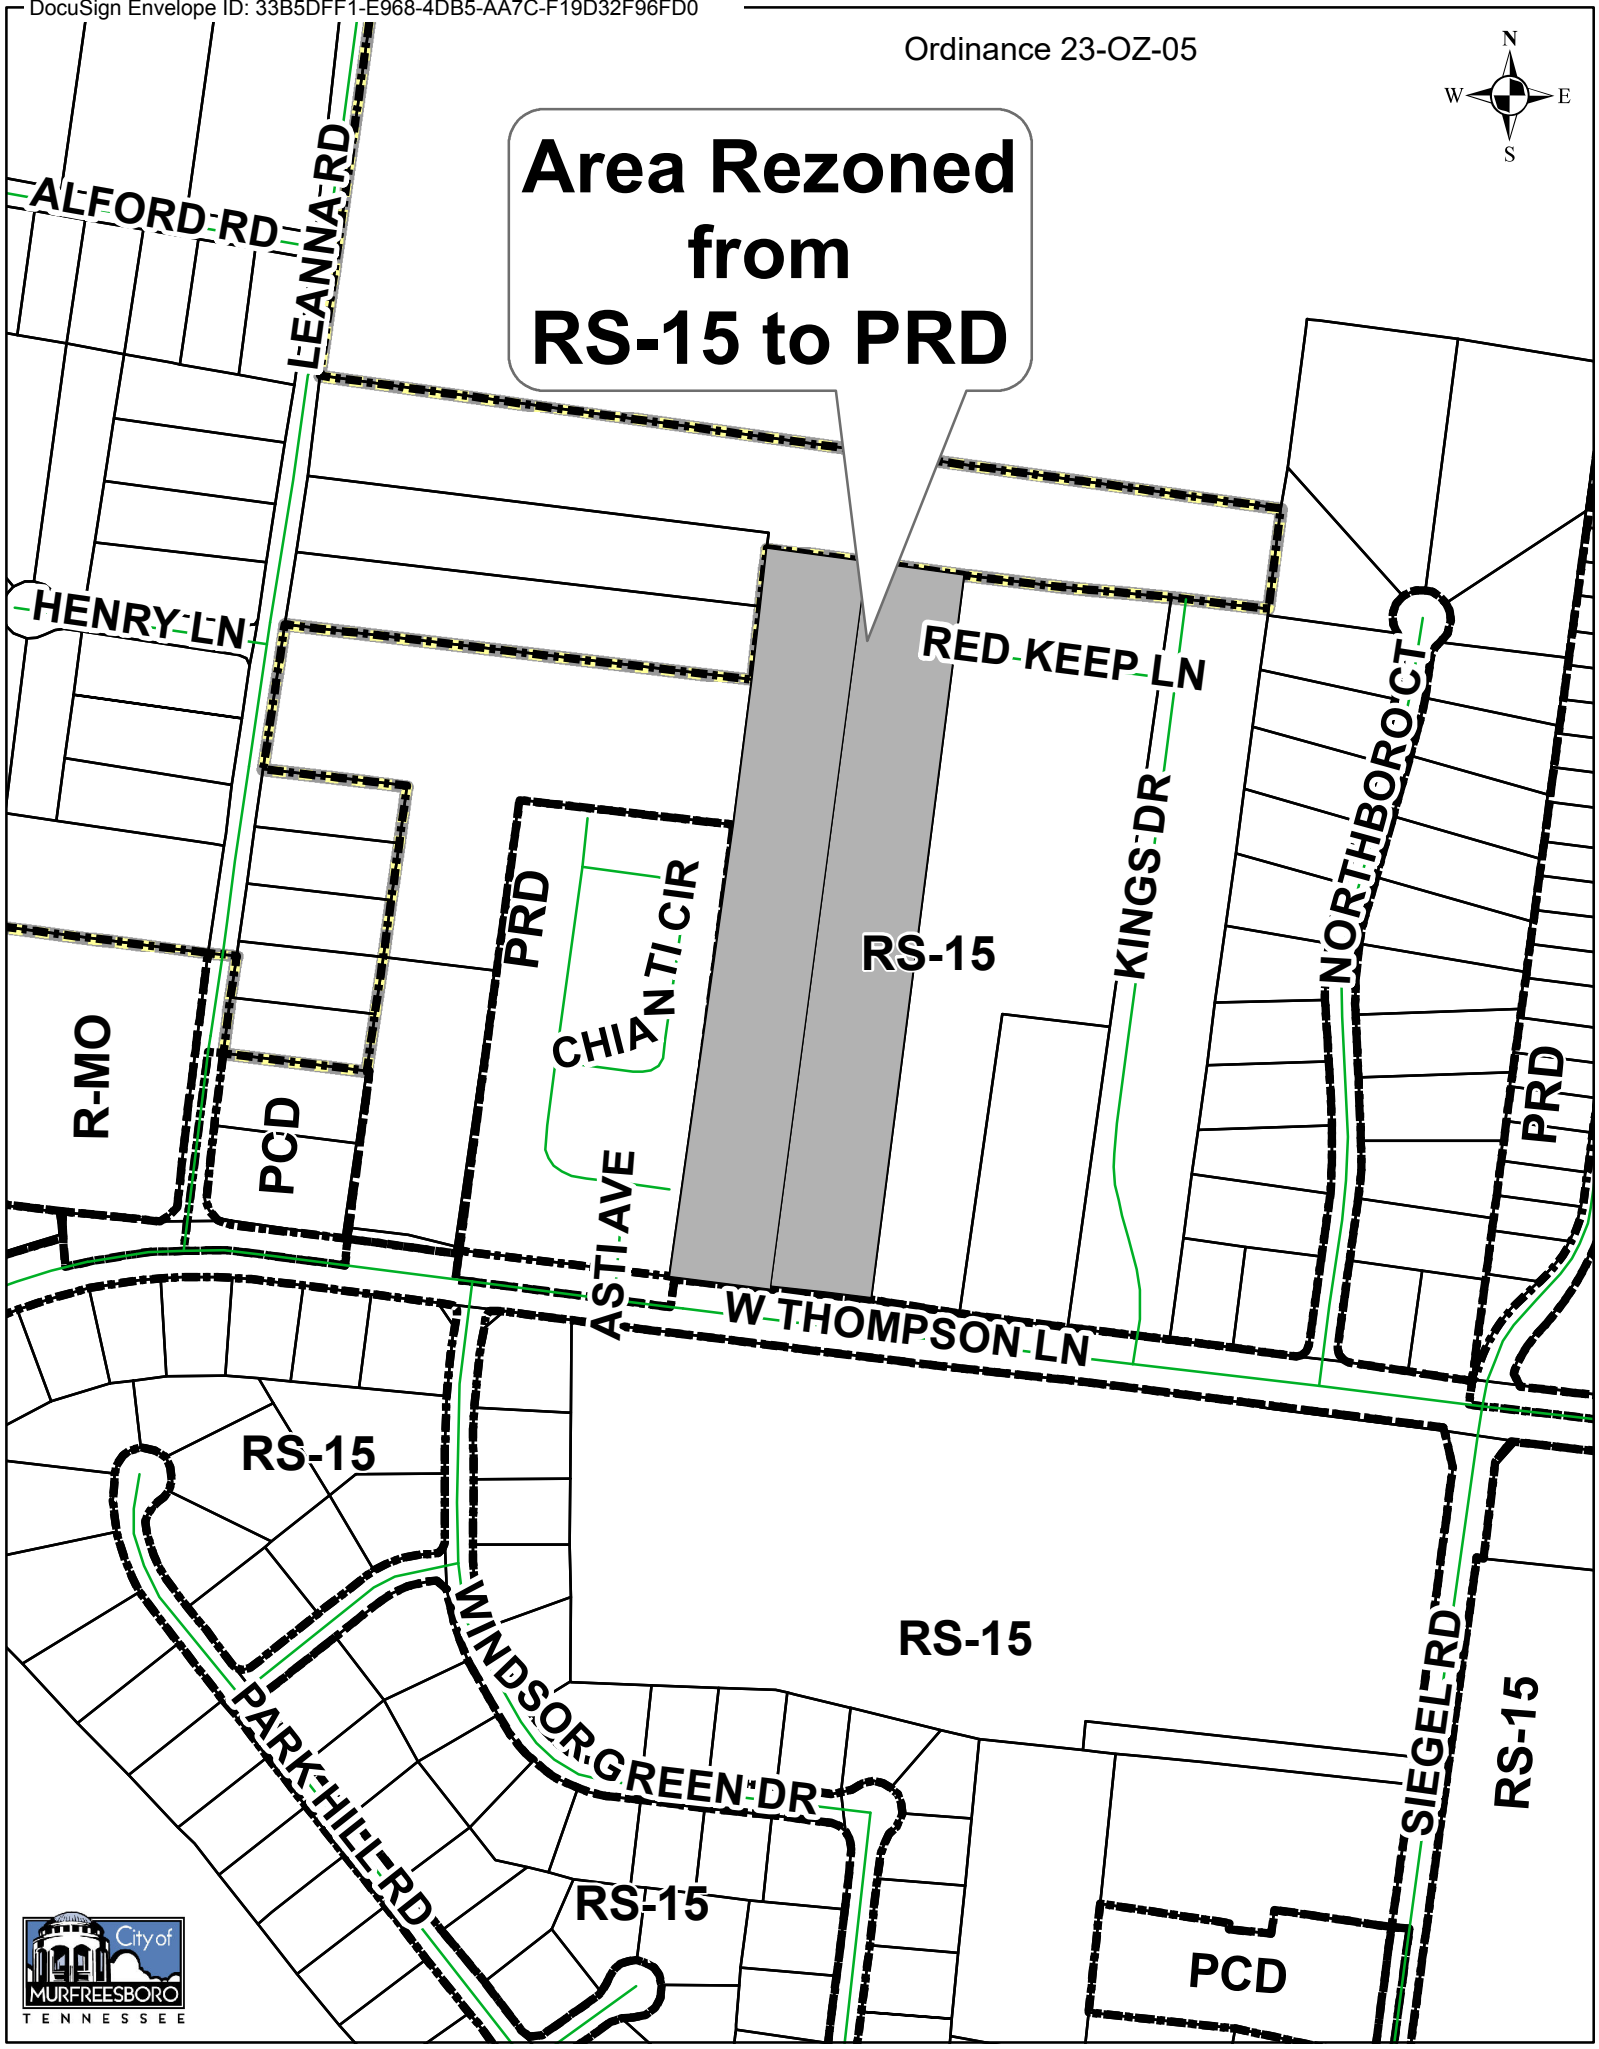 DocuSign Envelope ID: 33B5DFF1-E968-4DB5-AA7C-F19D32F96FD0
Ordinance 23-OZ-05
N
W E
S
Area Rezoned
from
RS-15 to PRD
ALFORD RD
LEANNA RD
HENRY LN
RED KEEP LN
NORTHBORO CT
KINGS DR
PRD
CHIANTI CIR
RS-15
R-MO
PCD
PRD
ASTI AVE
W THOMPSON LN
RS-15
WINDSOR GREEN DR
RS-15
SIEGEL RD
RS-15
PARK HILL RD
RS-15
PCD
City of
MURFREESBORO
TENNESSEE